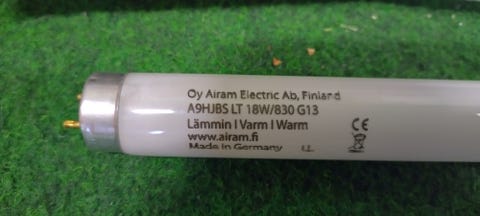 Oy Airam Electric Ab, Finland
A9HJBS LT 18W/830 G13
Lämmin I Varm I Warm
www.airam.fi
Made in Germany
CE